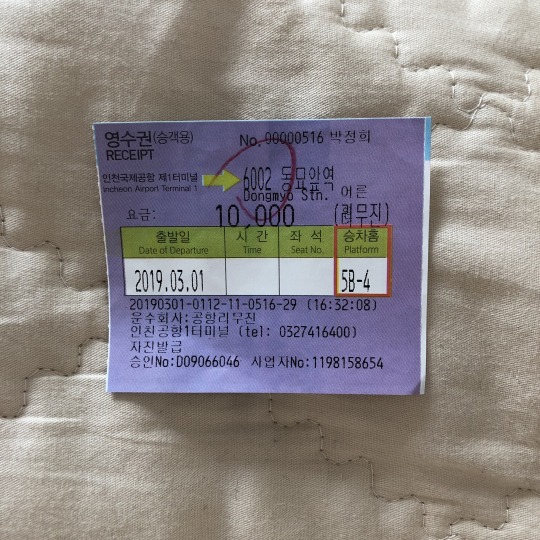 영수권(승객용) No.00000516 박정희
RECEIPT
인천국제공항 제1터미널 6002 동묘앞역
Incheon Airport Terminal 1 Dongmyo Stn. 어른
요금: 10,000 (리무진)
출발일 시 간 좌 석 승차홈
Date of Departure Time Seat No. Platform
2019.03.01 5B-4
20190301-0112-11-0516-29 (16:32:08)
운수회사:공항리무진
인천공항1터미널 (tel: 0327416400)
자진발급
승인No:D09066046 사업자No:1198158654